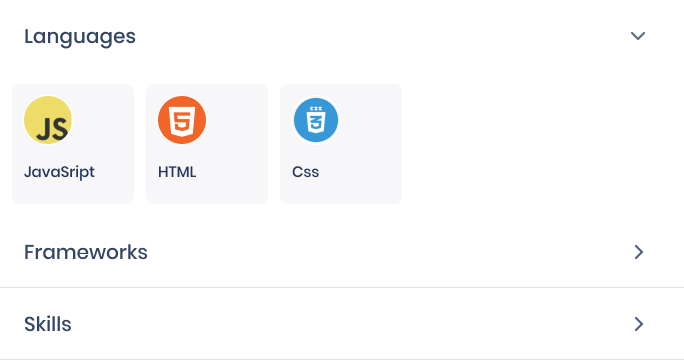 Languages
JS
JavaSript
HTML
Css
Frameworks
Skills